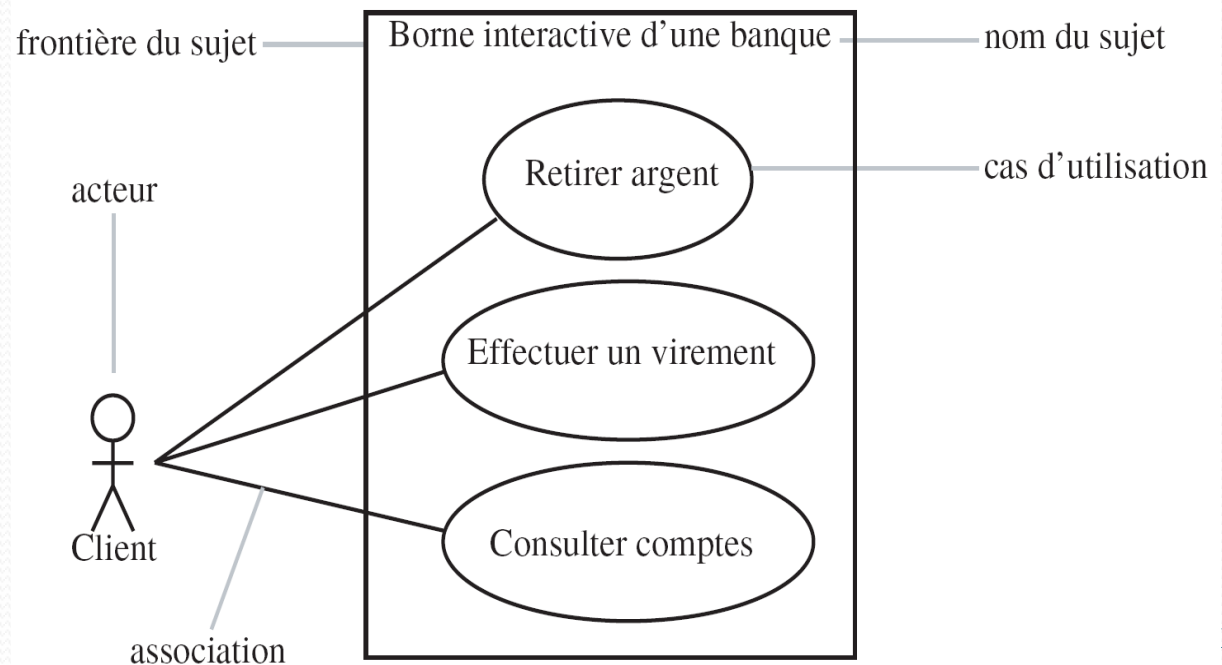 frontière du sujet
Borne interactive d’une banque
nom du sujet
Retirer argent
cas d’utilisation
acteur
Effectuer un virement
Client
Consulter comptes
association